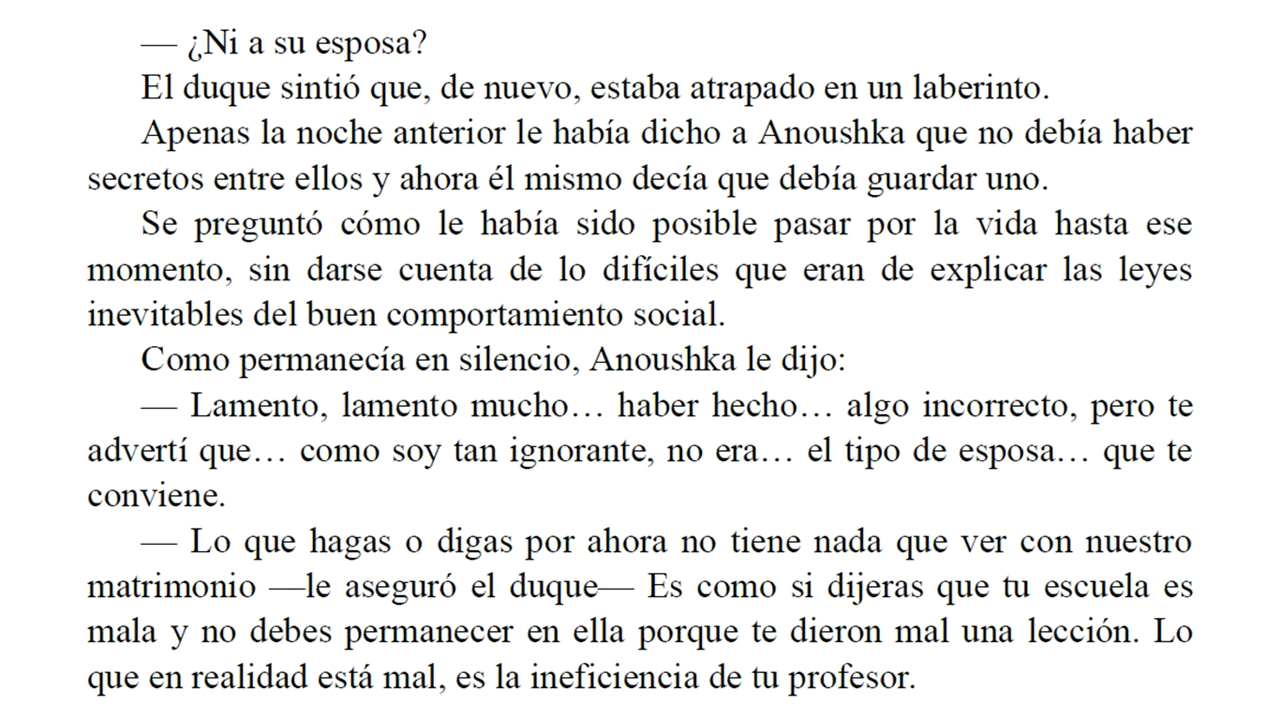 — ¿Ni a su esposa?
El duque sintió que, de nuevo, estaba atrapado en un laberinto.
Apenas la noche anterior le había dicho a Anoushka que no debía haber
secretos entre ellos y ahora él mismo decía que debía guardar uno.
Se preguntó cómo le había sido posible pasar por la vida hasta ese
momento, sin darse cuenta de lo difíciles que eran de explicar las leyes
inevitables del buen comportamiento social.
Como permanecía en silencio, Anoushka le dijo:
— Lamento, lamento mucho… haber hecho… algo incorrecto, pero te
advertí que… como soy tan ignorante, no era… el tipo de esposa… que te
conviene.
— Lo que hagas o digas por ahora no tiene nada que ver con nuestro
matrimonio —le aseguró el duque— Es como si dijeras que tu escuela es
mala y no debes permanecer en ella porque te dieron mal una lección. Lo
que en realidad está mal, es la ineficiencia de tu profesor.